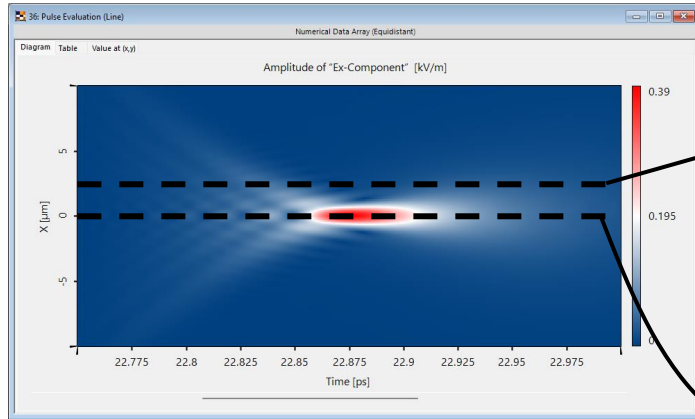 36: Pulse Evaluation (Line)
Numerical Data Array (Equidistant)
Diagram Table Value at (x,y)
Amplitude of "Ex-Component" [kV/m]
0.39
0.195
0
X [µm]
5
0
-5
22.775 22.8 22.825 22.85 22.875 22.9 22.925 22.95 22.975
Time [ps]